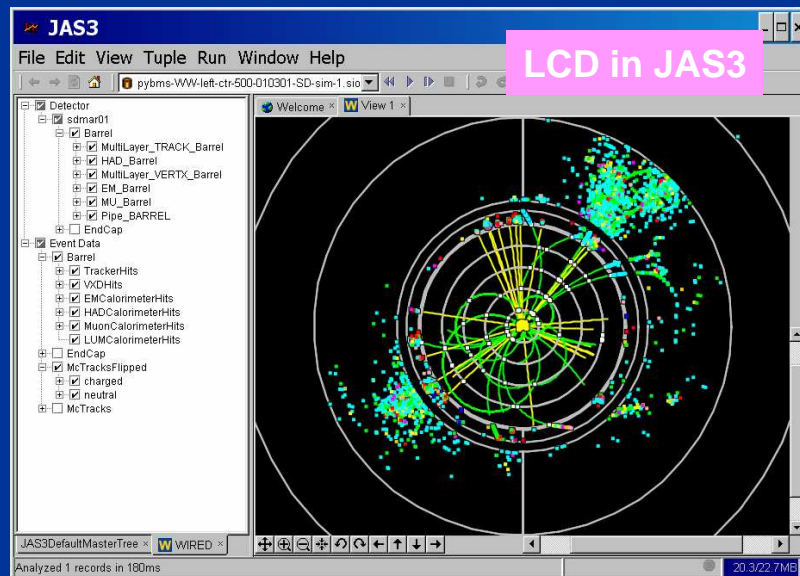 JAS3
File Edit View Tuple Run Window Help
LCD in JAS3
pybms-WW-left-ctr-500-010301-SD-sim-1.sio
Detector
sdmar01
Barrel
MultiLayer_TRACK_Barrel
HAD_Barrel
MultiLayer_VERTX_Barrel
EM_Barrel
MU_Barrel
Pipe_BARREL
EndCap
Event Data
Barrel
TrackerHits
VXDHits
EMCalorimeterHits
HADCalorimeterHits
MuonCalorimeterHits
LUMCalorimeterHits
EndCap
McTracksFlipped
charged
neutral
McTracks
Welcome × W View 1 ×
JAS3DefaultMasterTree × W WIRED ×
Analyzed 1 records in 180ms
20.3/22.7MB